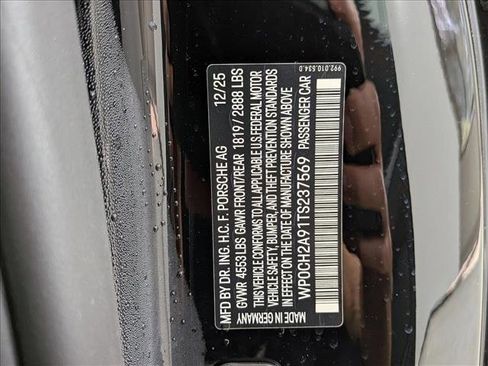 992.010.534.0
MFD BY DR. ING. H.C. F. PORSCHE AG 12/25
GVWR 4553 LBS GAWR FRONT/REAR 1819 / 2888 LBS
THIS VEHICLE CONFORMS TO ALL APPLICABLE U.S.FEDERAL MOTOR
VEHICLE SAFETY, BUMPER, AND THEFT PREVENTION STANDARDS
IN EFFECT ON THE DATE OF MANUFACTURE SHOWN ABOVE
WP0CH2A91TS237569 PASSENGER CAR
MADE IN GERMANY